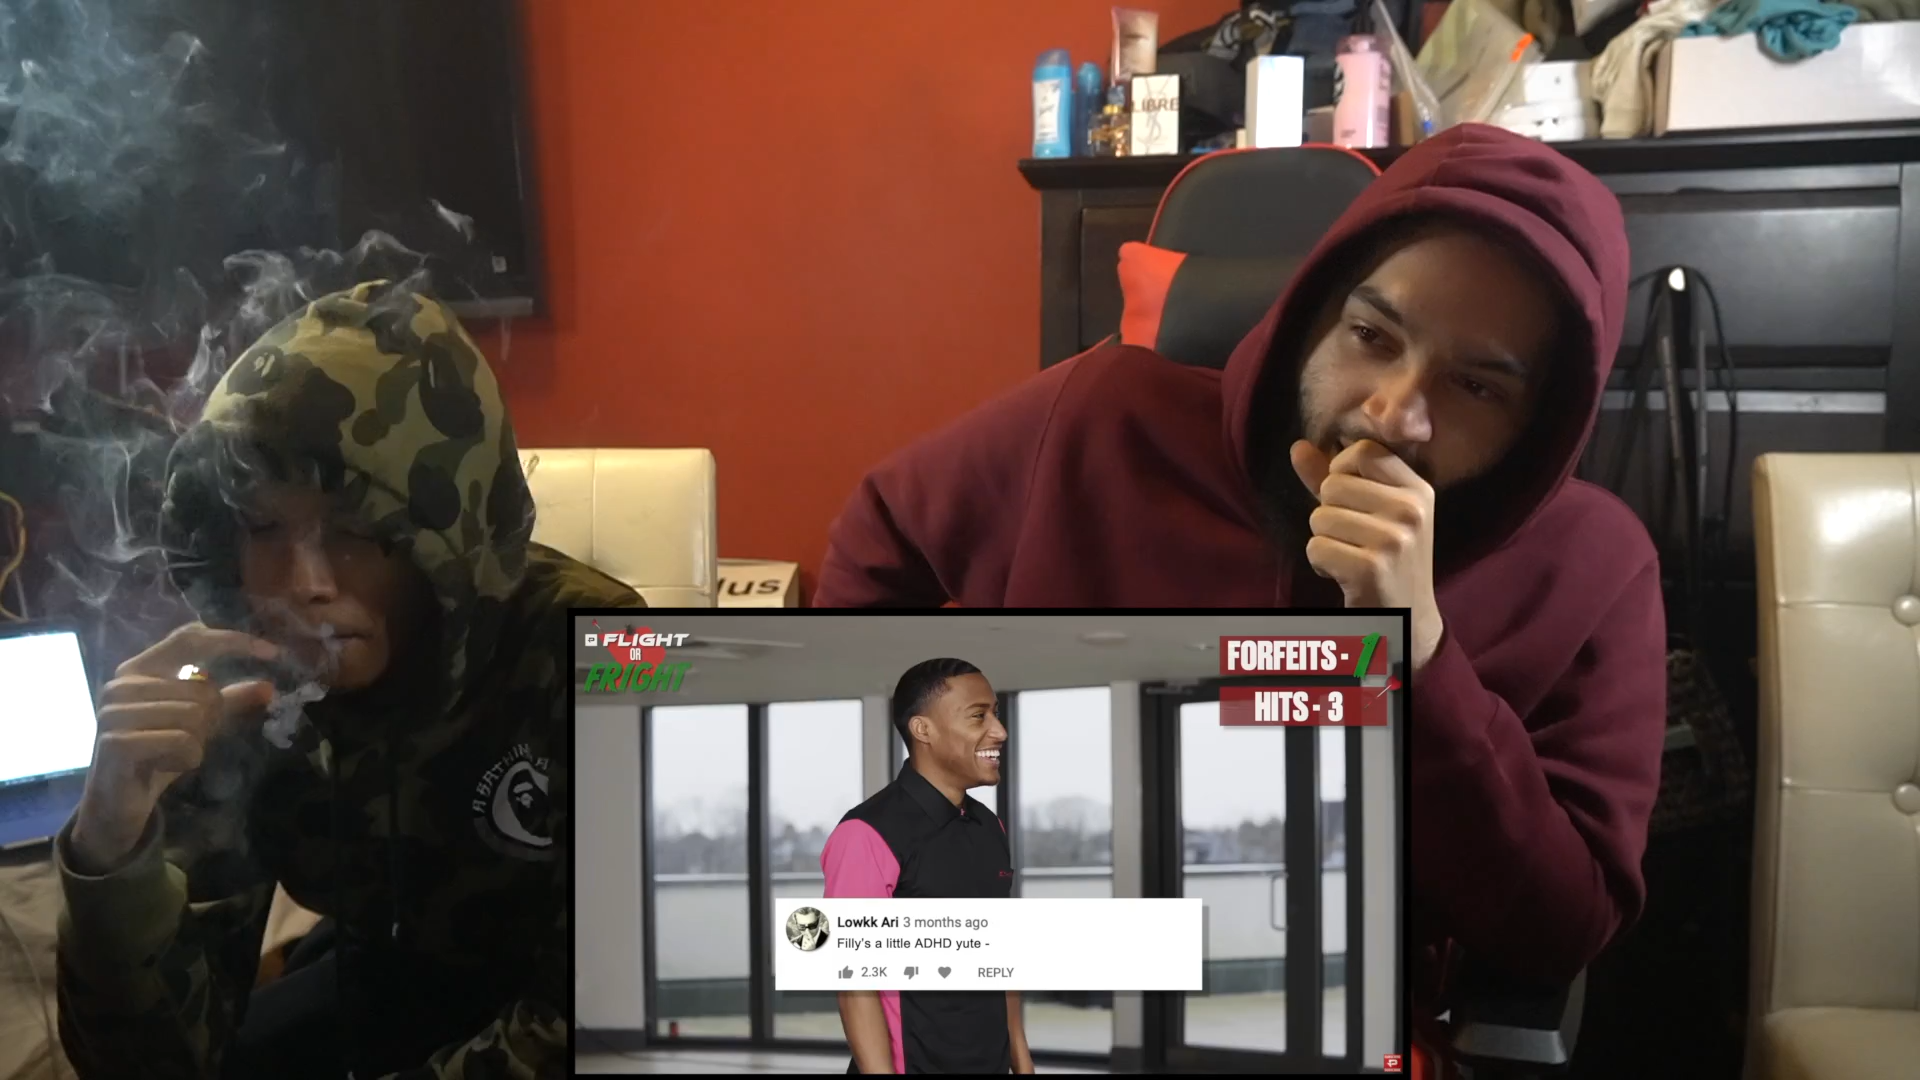 LIBRE
lus
A BATHING A
FLIGHT
OR
FRIGHT
FORFEITS - 1
HITS - 3
Lowkk Ari 3 months ago
Filly's a little ADHD yute -
2.3K
REPLY